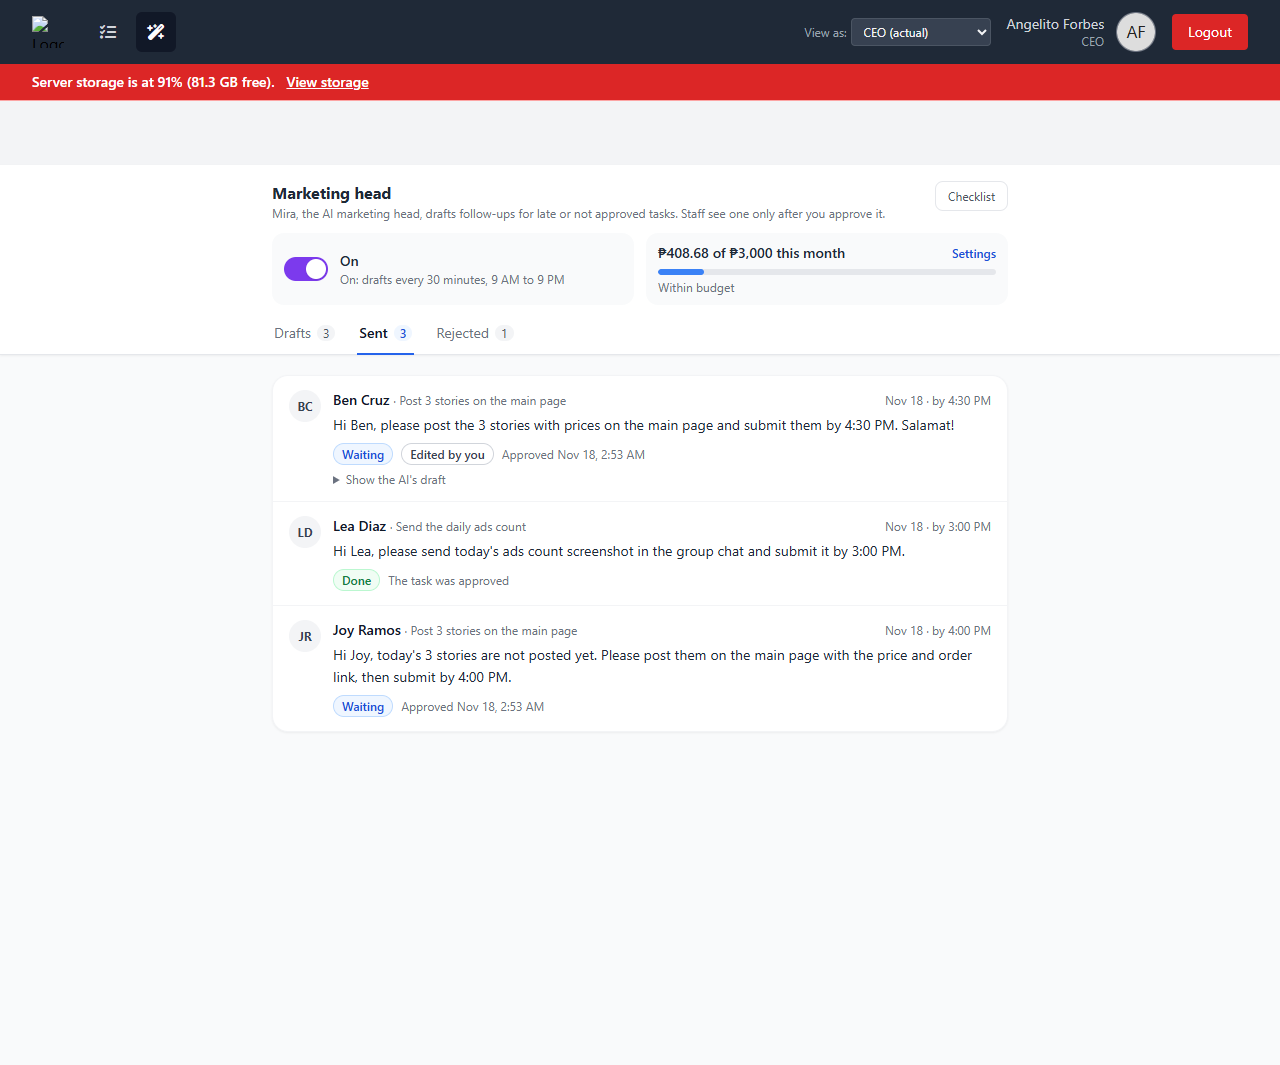 View as: CEO (actual)
Angelito Forbes
CEO
AF
Logout
Server storage is at 91% (81.3 GB free). View storage
Marketing head
Checklist
Mira, the AI marketing head, drafts follow-ups for late or not approved tasks. Staff see one only after you approve it.
On
On: drafts every 30 minutes, 9 AM to 9 PM
₱408.68 of ₱3,000 this month
Settings
Within budget
Drafts 3 Sent 3 Rejected 1
BC
Ben Cruz · Post 3 stories on the main page
Nov 18 · by 4:30 PM
Hi Ben, please post the 3 stories with prices on the main page and submit them by 4:30 PM. Salamat!
Waiting Edited by you Approved Nov 18, 2:53 AM
Show the AI's draft
LD
Lea Diaz · Send the daily ads count
Nov 18 · by 3:00 PM
Hi Lea, please send today's ads count screenshot in the group chat and submit it by 3:00 PM.
Done The task was approved
JR
Joy Ramos · Post 3 stories on the main page
Nov 18 · by 4:00 PM
Hi Joy, today's 3 stories are not posted yet. Please post them on the main page with the price and order
link, then submit by 4:00 PM.
Waiting Approved Nov 18, 2:53 AM